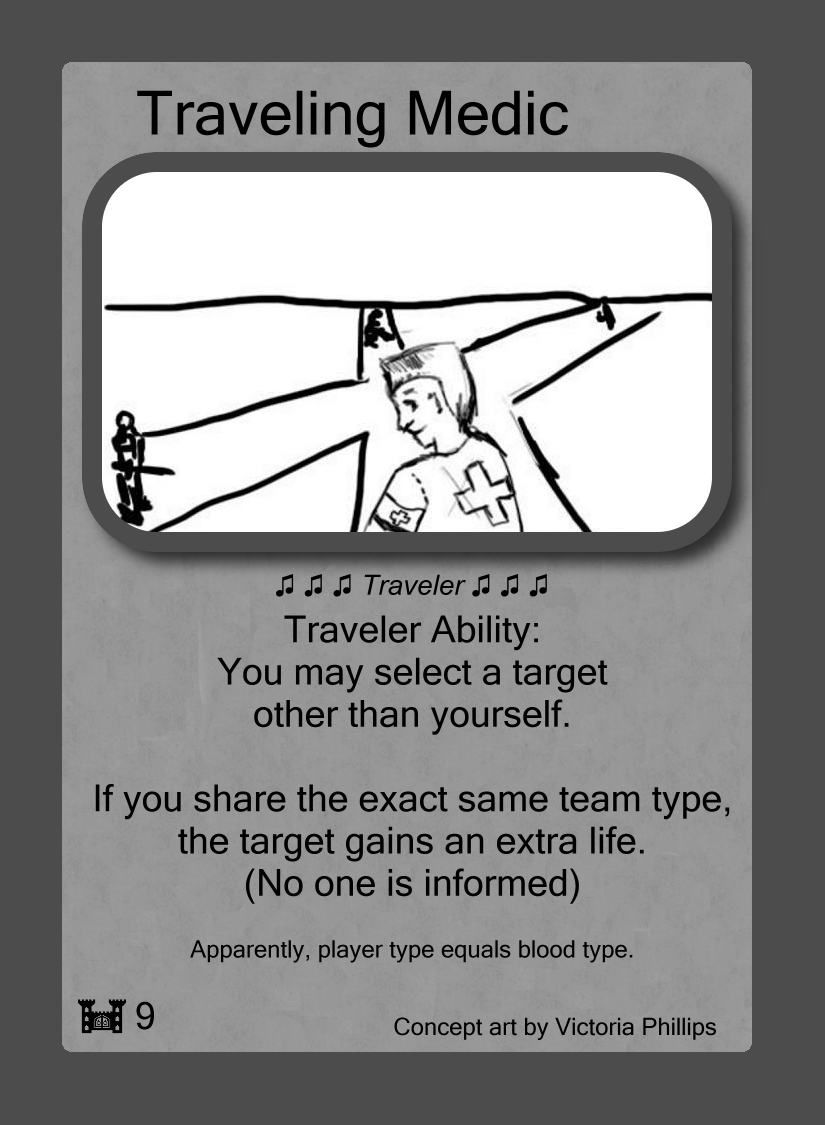 Traveling Medic
♫ ♫ ♫ Traveler ♫ ♫ ♫
Traveler Ability:
You may select a target
other than yourself.
If you share the exact same team type,
the target gains an extra life.
(No one is informed)
Apparently, player type equals blood type.
9
Concept art by Victoria Phillips